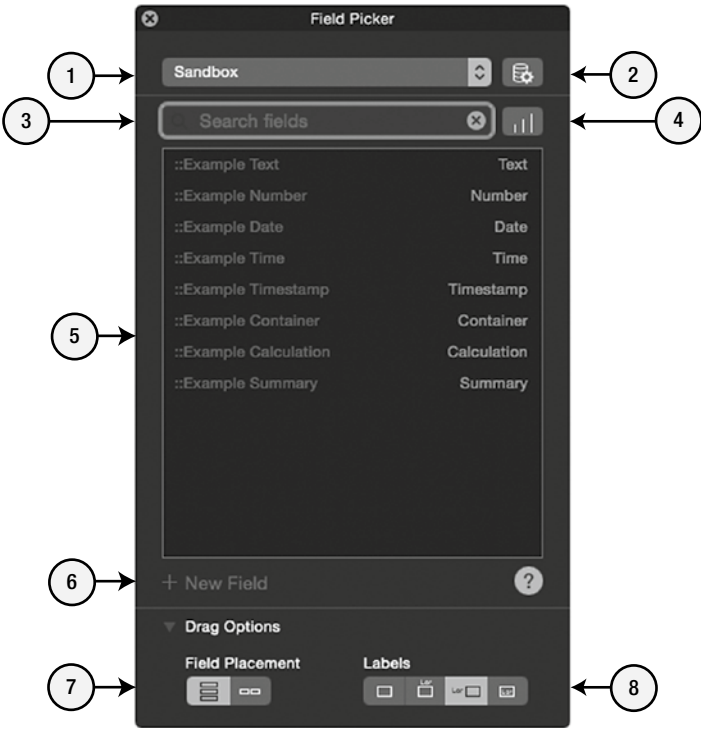 Field Picker
1
Sandbox
2
3
Search fields
4
::Example Text Text
::Example Number Number
::Example Date Date
::Example Time Time
::Example Timestamp Timestamp
::Example Container Container
::Example Calculation Calculation
::Example Summary Summary
5
6
+ New Field
?
Drag Options
Field Placement Labels
7
8